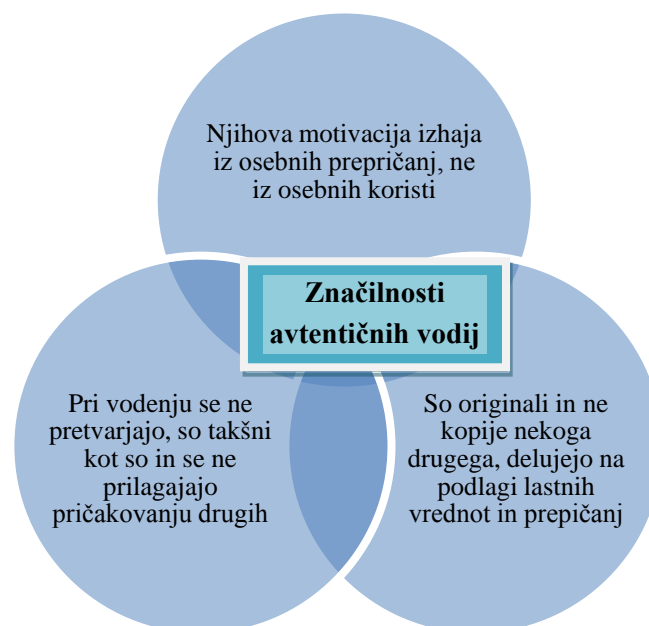 Njihova motivacija izhaja
iz osebnih prepričanj, ne
iz osebnih koristi
Značilnosti
avtentičnih vodij
Pri vodenju se ne
pretvarjajo, so takšni
kot so in se ne
prilagajajo
pričakovanju drugih
So originali in ne
kopije nekoga
drugega, delujejo na
podlagi lastnih
vrednot in prepičanj